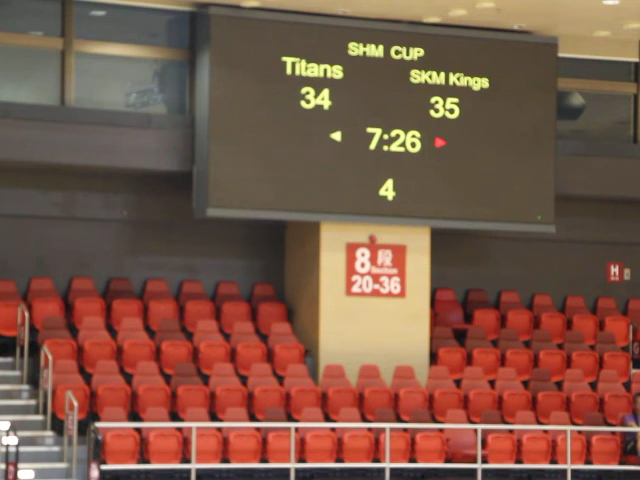 SHM CUP
Titans SKM Kings
34 35
7:26
4
8 段
Section
20-36
H